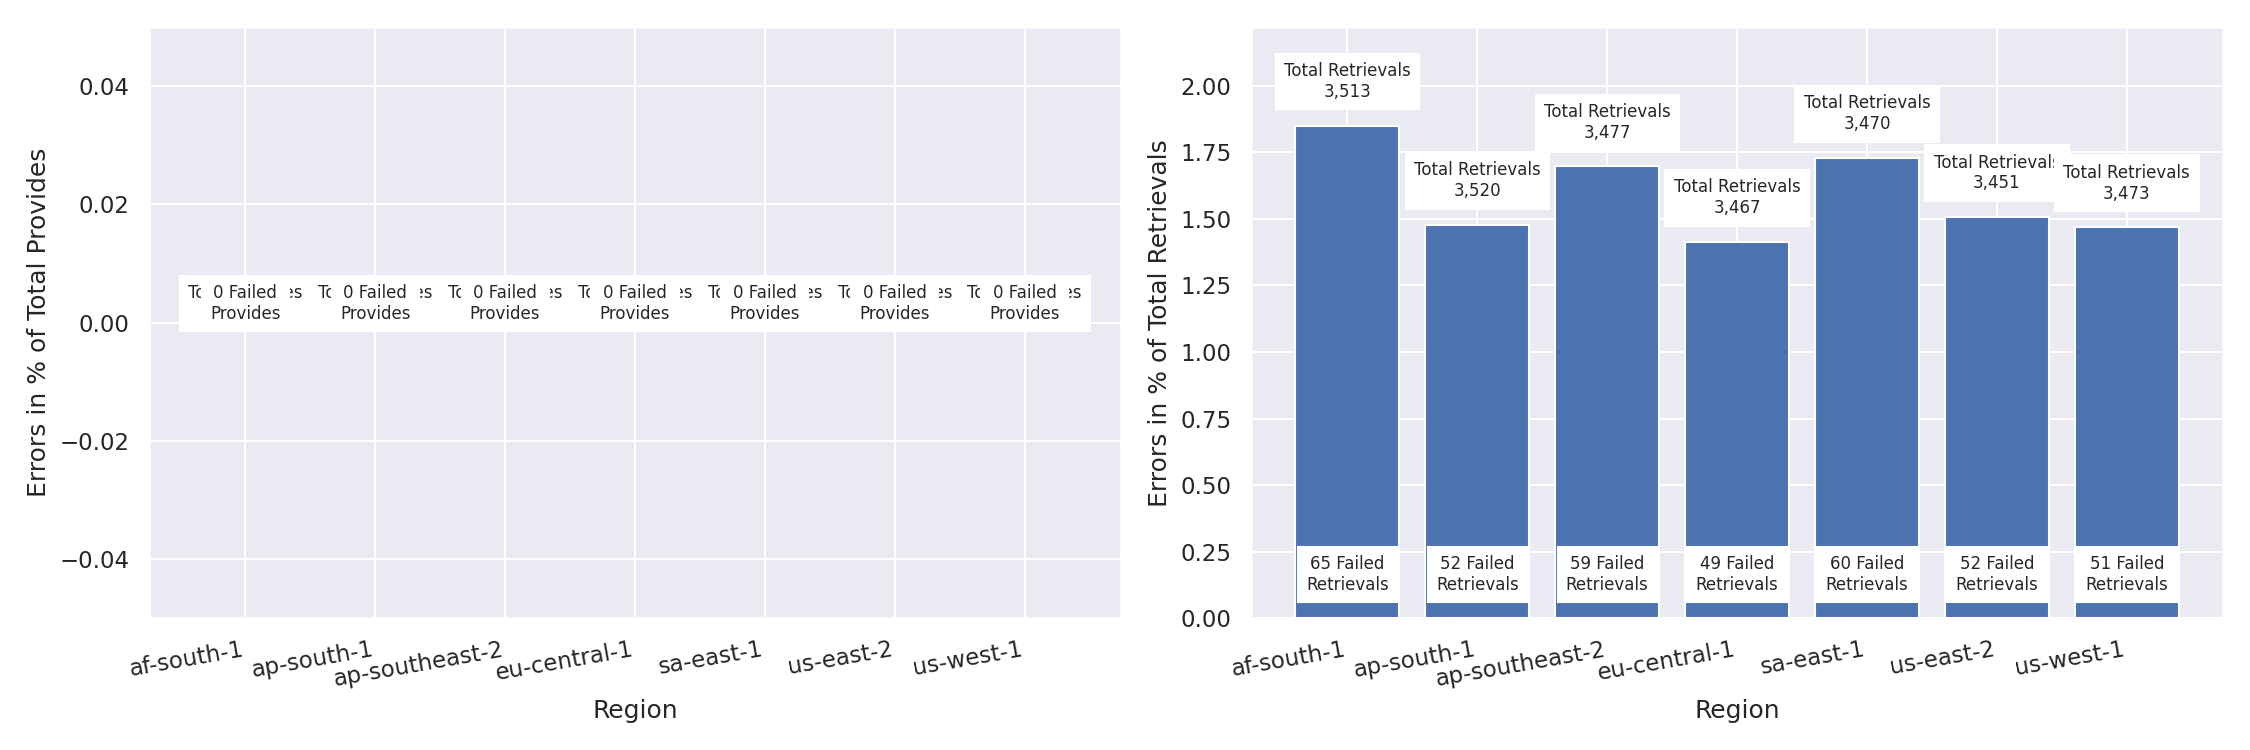 Errors in % of Total Provides
0.04
0.02
0.00
−0.02
−0.04
0 Failed
Provides
0 Failed
Provides
0 Failed
Provides
0 Failed
Provides
0 Failed
Provides
0 Failed
Provides
0 Failed
Provides
af-south-1
ap-south-1
ap-southeast-2
eu-central-1
sa-east-1
us-east-2
us-west-1
Region
Errors in % of Total Retrievals
2.00
1.75
1.50
1.25
1.00
0.75
0.50
0.25
0.00
Total Retrievals
3,513
Total Retrievals
3,520
Total Retrievals
3,477
Total Retrievals
3,467
Total Retrievals
3,470
Total Retrievals
3,451
Total Retrievals
3,473
65 Failed
Retrievals
52 Failed
Retrievals
59 Failed
Retrievals
49 Failed
Retrievals
60 Failed
Retrievals
52 Failed
Retrievals
51 Failed
Retrievals
af-south-1
ap-south-1
ap-southeast-2
eu-central-1
sa-east-1
us-east-2
us-west-1
Region